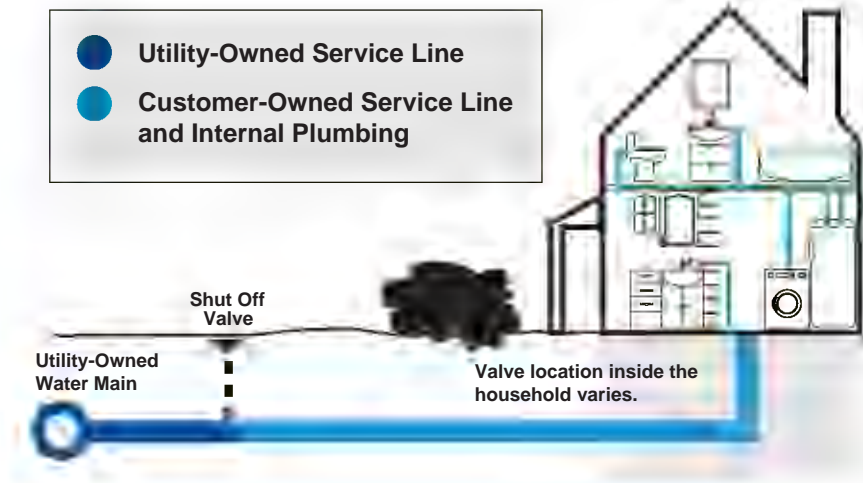 Utility-Owned Service Line
Customer-Owned Service Line
and Internal Plumbing
Shut Off
Valve
Utility-Owned
Water Main
Valve location inside the
household varies.